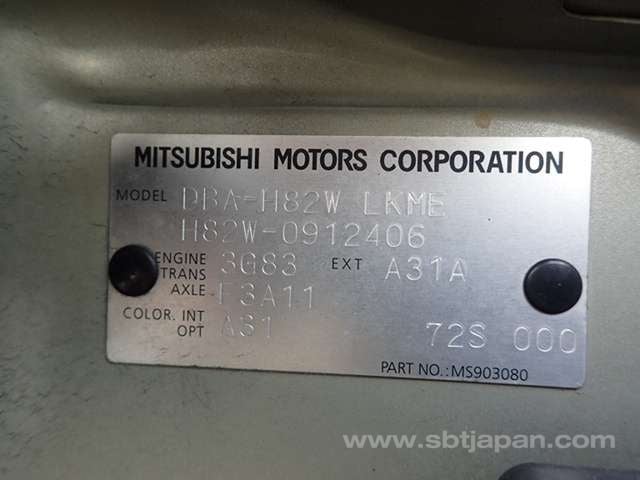 MITSUBISHI MOTORS CORPORATION
MODEL DBA-H82W LKME
H82W-0912406
ENGINE 3G83 EXT A31A
TRANS
AXLE F3A11
COLOR. INT A31
OPT 72S 000
PART NO.: MS903080
www.sbtjapan.com